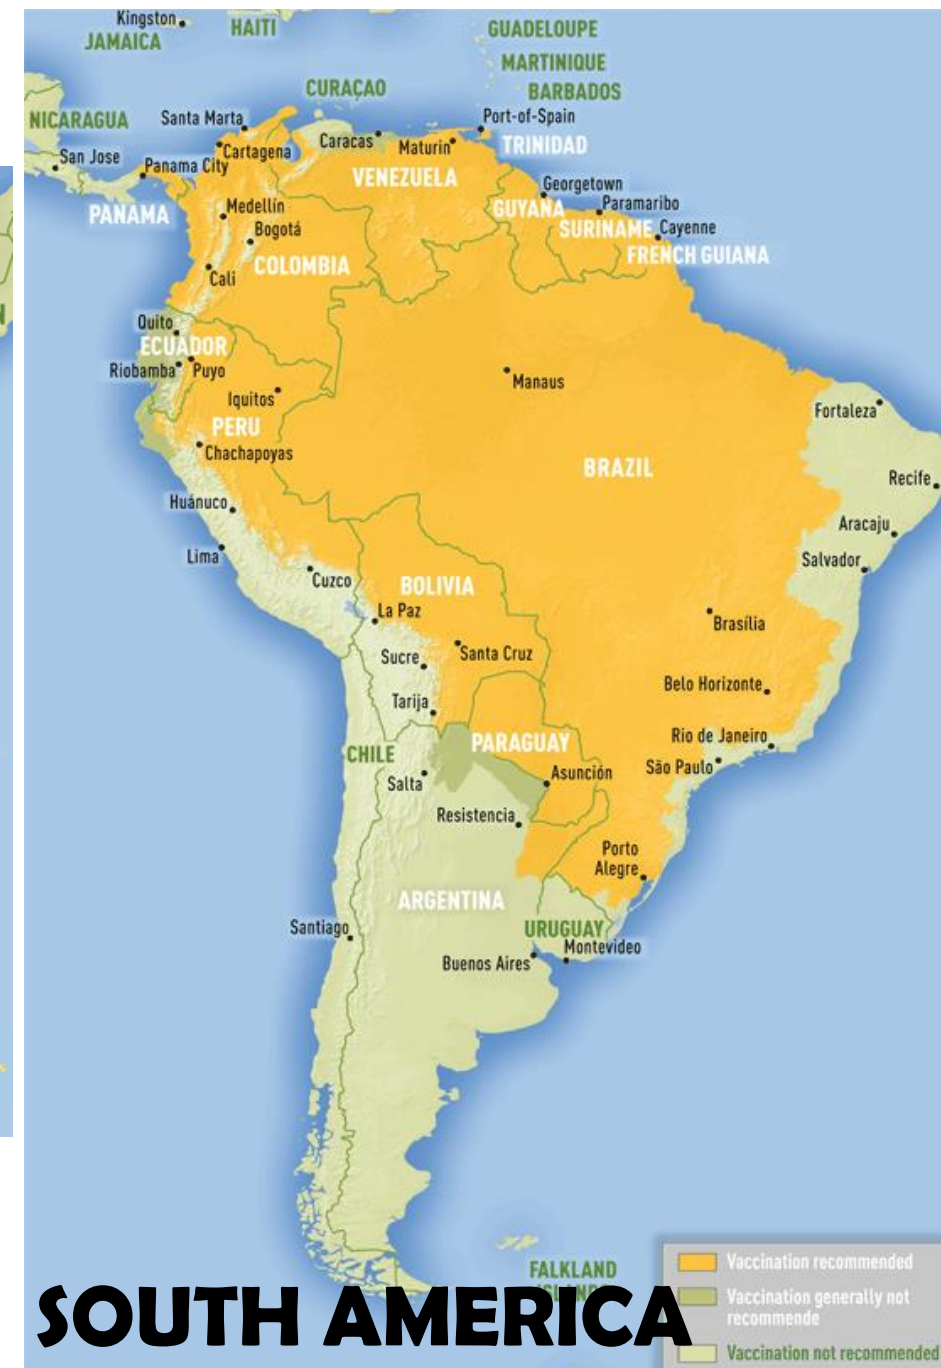 Kingston
JAMAICA
HAITI
GUADELOUPE
MARTINIQUE
BARBADOS
CURAÇAO
NICARAGUA
San Jose
Santa Marta
Cartagena
Panama City
PANAMA
Caracas
Maturin
Port-of-Spain
TRINIDAD
VENEZUELA
Georgetown
GUYANA
Paramaribo
SURINAME
Cayenne
FRENCH GUIANA
Medellín
Bogotá
COLOMBIA
Cali
N
Quito
ECUADOR
Riobamba
Puyo
Iquitos
PERU
Chachapoyas
Manaus
BRAZIL
Fortaleza
Recife
Aracaju
Salvador
Huánuco
Lima
Cuzco
BOLIVIA
La Paz
Santa Cruz
Sucre
Tarija
Brasília
Belo Horizonte
Rio de Janeiro
São Paulo
CHILE
PARAGUAY
Salta
Asunción
Resistencia
Porto
Alegre
ARGENTINA
Santiago
URUGUAY
Montevideo
Buenos Aires
FALKLAND
SOUTH AMERICA
Vaccination recommended
Vaccination generally not
recommende
Vaccination not recommended